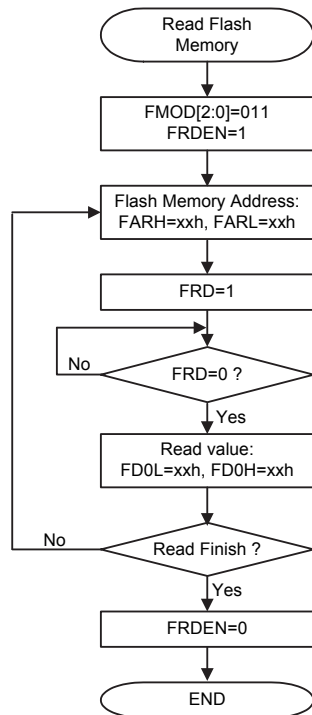 Read Flash
Memory
FMOD[2:0]=011
FRDEN=1
Flash Memory Address:
FARH=xxh, FARL=xxh
FRD=1
No
FRD=0 ?
Yes
Read value:
FD0L=xxh, FD0H=xxh
No
Read Finish ?
Yes
FRDEN=0
END